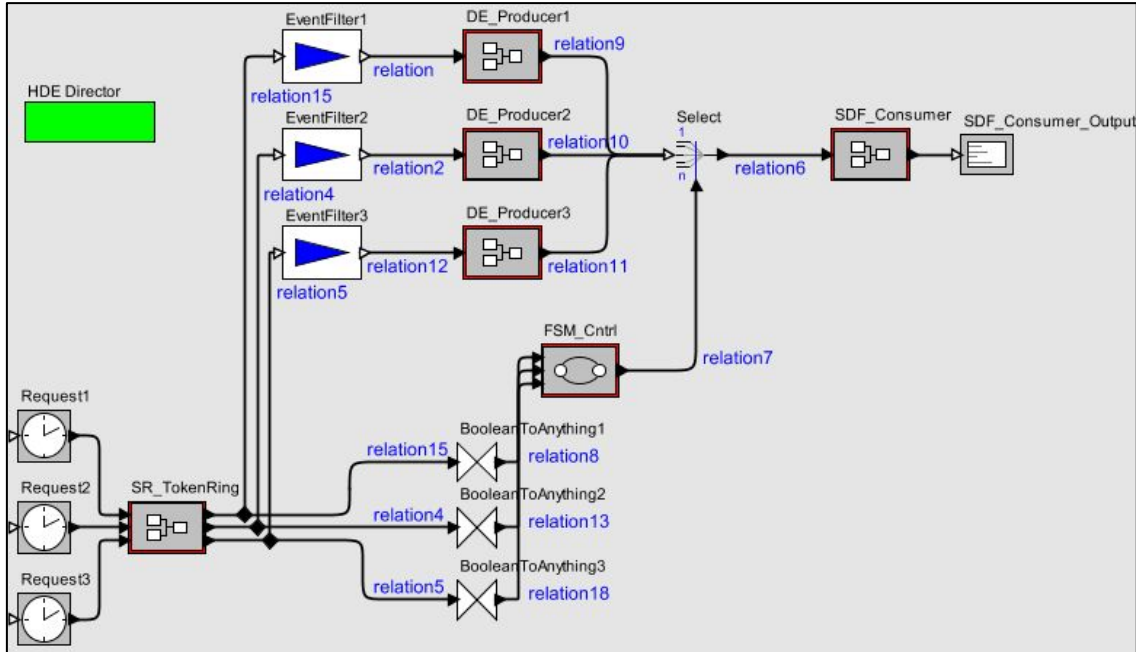 EventFilter1
DE_Producer1
relation9
relation
HDE Director
relation15
EventFilter2
DE_Producer2
Select
SDF_Consumer
SDF_Consumer_Output
1
relation10
n
relation2
relation6
relation4
EventFilter3
DE_Producer3
relation12
relation11
relation5
FSM_Cntrl
relation7
Request1
BooleanToAnything1
relation15
relation8
Request2
SR_TokenRing
BooleanToAnything2
relation4
relation13
Request3
BooleanToAnything3
relation5
relation18